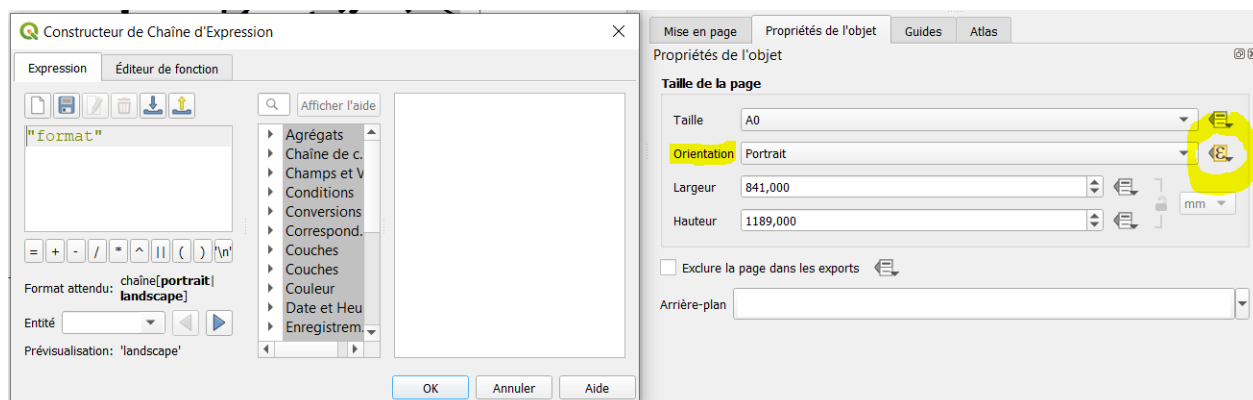 Constructeur de Chaîne d'Expression
Expression
Éditeur de fonction
Afficher l'aide
"format"
Agrégats
Chaîne de c.
Champs et V
Conditions
Conversions
Correspond.
Couches
Couches
Couleur
Date et Heu
Enregistrem.
= + - / * ^ || ( ) '\n'
Format attendu: chaîne[portrait|
landscape]
Entité
Prévisualisation: 'landscape'
OK Annuler Aide
Mise en page Propriétés de l'objet Guides Atlas
Propriétés de l'objet
Taille de la page
Taille A0
Orientation Portrait
Largeur 841,000
mm
Hauteur 1189,000
Exclure la page dans les exports
Arrière-plan